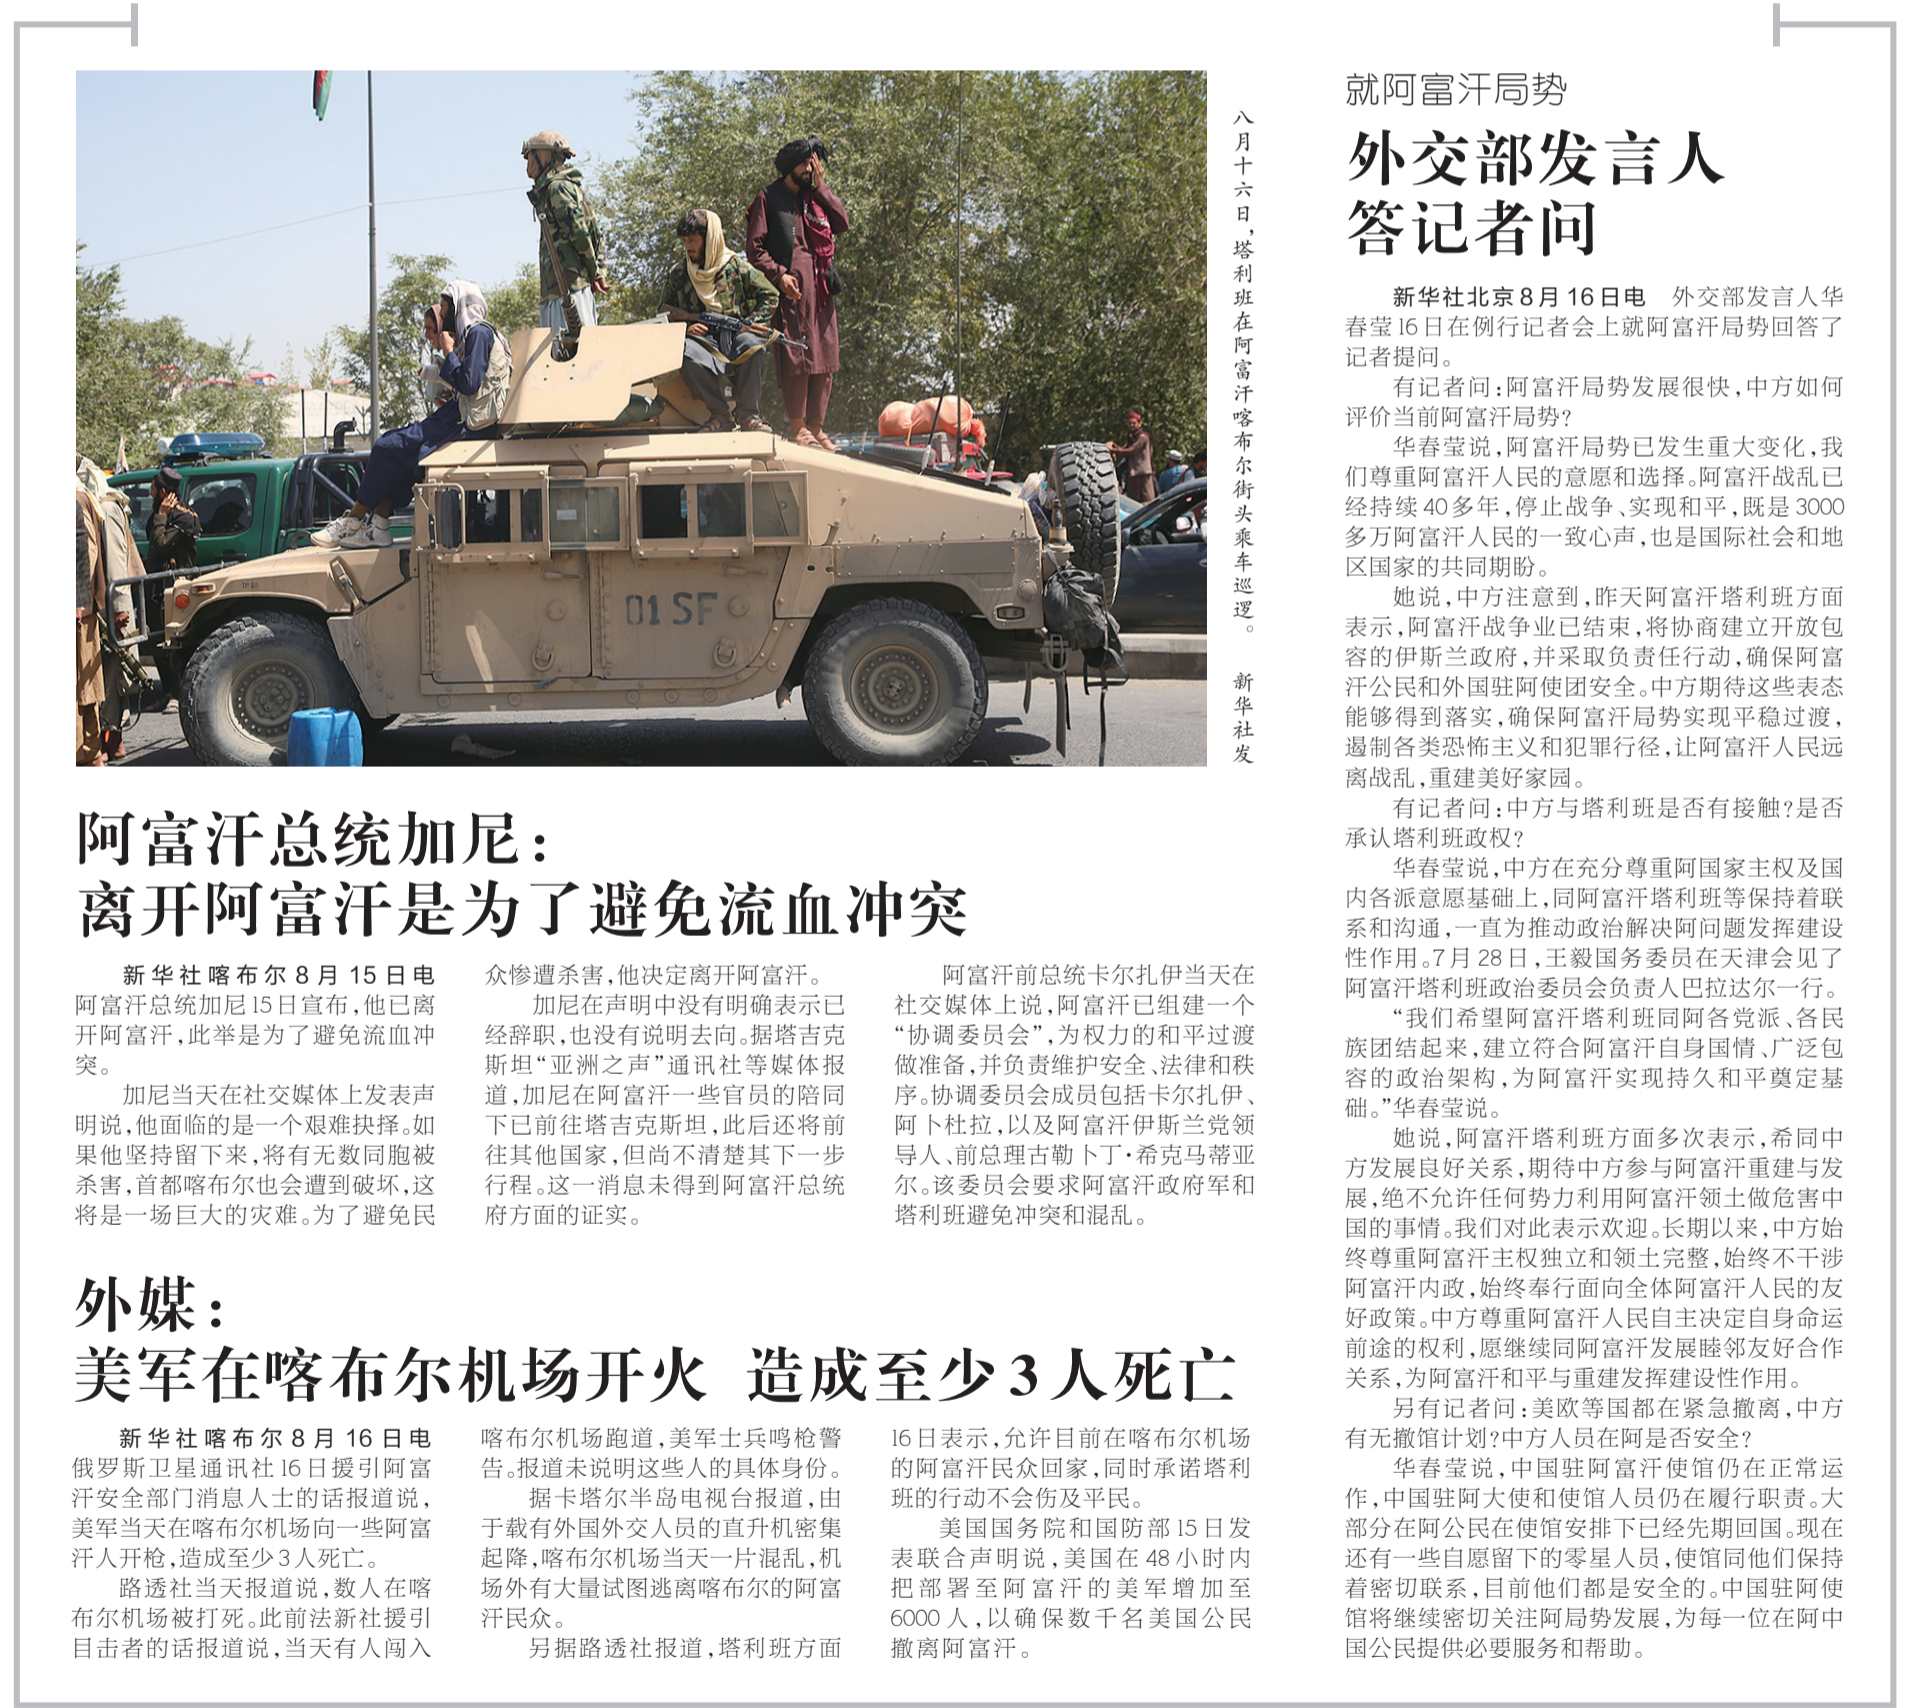 八月十六日，塔利班在阿富汗喀布尔街头乘车巡逻。 新华社发
01 SF
阿富汗总统加尼：
离开阿富汗是为了避免流血冲突
新华社喀布尔8月15日电
阿富汗总统加尼15日宣布，他已离
开阿富汗，此举是为了避免流血冲
突。
加尼当天在社交媒体上发表声
明说，他面临的是一个艰难抉择。如
果他坚持留下来，将有无数同胞被
杀害，首都喀布尔也会遭到破坏，这
将是一场巨大的灾难。为了避免民
众惨遭杀害，他决定离开阿富汗。
加尼在声明中没有明确表示已
经辞职，也没有说明去向。据塔吉克
斯坦“亚洲之声”通讯社等媒体报
道，加尼在阿富汗一些官员的陪同
下已前往塔吉克斯坦，此后还将前
往其他国家，但尚不清楚其下一步
行程。这一消息未得到阿富汗总统
府方面的证实。
阿富汗前总统卡尔扎伊当天在
社交媒体上说，阿富汗已组建一个
“协调委员会”，为权力的和平过渡
做准备，并负责维护安全、法律和秩
序。协调委员会成员包括卡尔扎伊、
阿卜杜拉，以及阿富汗伊斯兰党领
导人、前总理古勒卜丁·希克马蒂亚
尔。该委员会要求阿富汗政府军和
塔利班避免冲突和混乱。
外媒：
美军在喀布尔机场开火 造成至少3人死亡
新华社喀布尔8月16日电
俄罗斯卫星通讯社16日援引阿富
汗安全部门消息人士的话报道说，
美军当天在喀布尔机场向一些阿富
汗人开枪，造成至少3人死亡。
路透社当天报道说，数人在喀
布尔机场被打死。此前法新社援引
目击者的话报道说，当天有人闯入
喀布尔机场跑道，美军士兵鸣枪警
告。报道未说明这些人的具体身份。
据卡塔尔半岛电视台报道，由
于载有外国外交人员的直升机密集
起降，喀布尔机场当天一片混乱，机
场外有大量试图逃离喀布尔的阿富
汗民众。
另据路透社报道，塔利班方面
16日表示，允许目前在喀布尔机场
的阿富汗民众回家，同时承诺塔利
班的行动不会伤及平民。
美国国务院和国防部15日发
表联合声明说，美国在48小时内
把部署至阿富汗的美军增加至
6000人，以确保数千名美国公民
撤离阿富汗。
就阿富汗局势
外交部发言人
答记者问
新华社北京8月16日电 外交部发言人华
春莹16日在例行记者会上就阿富汗局势回答了
记者提问。
有记者问：阿富汗局势发展很快，中方如何
评价当前阿富汗局势？
华春莹说，阿富汗局势已发生重大变化，我
们尊重阿富汗人民的意愿和选择。阿富汗战乱已
经持续40多年，停止战争、实现和平，既是3000
多万阿富汗人民的一致心声，也是国际社会和地
区国家的共同期盼。
她说，中方注意到，昨天阿富汗塔利班方面
表示，阿富汗战争业已结束，将协商建立开放包
容的伊斯兰政府，并采取负责任行动，确保阿富
汗公民和外国驻阿使团安全。中方期待这些表态
能够得到落实，确保阿富汗局势实现平稳过渡，
遏制各类恐怖主义和犯罪行径，让阿富汗人民远
离战乱，重建美好家园。
有记者问：中方与塔利班是否有接触？是否
承认塔利班政权？
华春莹说，中方在充分尊重阿国家主权及国
内各派意愿基础上，同阿富汗塔利班等保持着联
系和沟通，一直为推动政治解决阿问题发挥建设
性作用。7月28日，王毅国务委员在天津会见了
阿富汗塔利班政治委员会负责人巴拉达尔一行。
“我们希望阿富汗塔利班同阿各党派、各民
族团结起来，建立符合阿富汗自身国情、广泛包
容的政治架构，为阿富汗实现持久和平奠定基
础。”华春莹说。
她说，阿富汗塔利班方面多次表示，希同中
方发展良好关系，期待中方参与阿富汗重建与发
展，绝不允许任何势力利用阿富汗领土做危害中
国的事情。我们对此表示欢迎。长期以来，中方始
终尊重阿富汗主权独立和领土完整，始终不干涉
阿富汗内政，始终奉行面向全体阿富汗人民的友
好政策。中方尊重阿富汗人民自主决定自身命运
前途的权利，愿继续同阿富汗发展睦邻友好合作
关系，为阿富汗和平与重建发挥建设性作用。
另有记者问：美欧等国都在紧急撤离，中方
有无撤馆计划？中方人员在阿是否安全？
华春莹说，中国驻阿富汗使馆仍在正常运
作，中国驻阿大使和使馆人员仍在履行职责。大
部分在阿公民在使馆安排下已经先期回国。现在
还有一些自愿留下的零星人员，使馆同他们保持
着密切联系，目前他们都是安全的。中国驻阿使
馆将继续密切关注阿局势发展，为每一位在阿中
国公民提供必要服务和帮助。